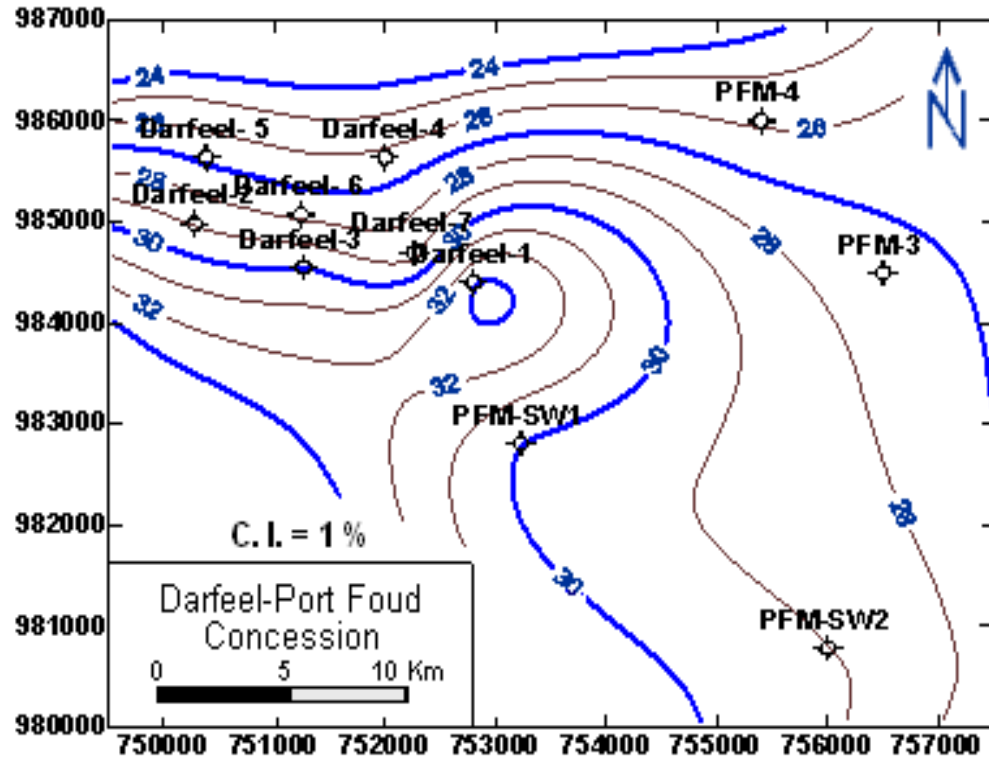 987000
24
24
PFM-4
N
986000
26
26
Darfeel- 5
Darfeel-4
28
28
Darfeel-2
Darfeel- 6
985000
Darfeel-7
30
Darfeel-3
28
PFM-3
Darfeel-1
32
32
984000
30
32
983000
PFM-SW1
28
982000
C. I. = 1 %
30
Darfeel-Port Foud
Concession
981000
PFM-SW2
0 5 10 Km
980000
750000 751000 752000 753000 754000 755000 756000 757000